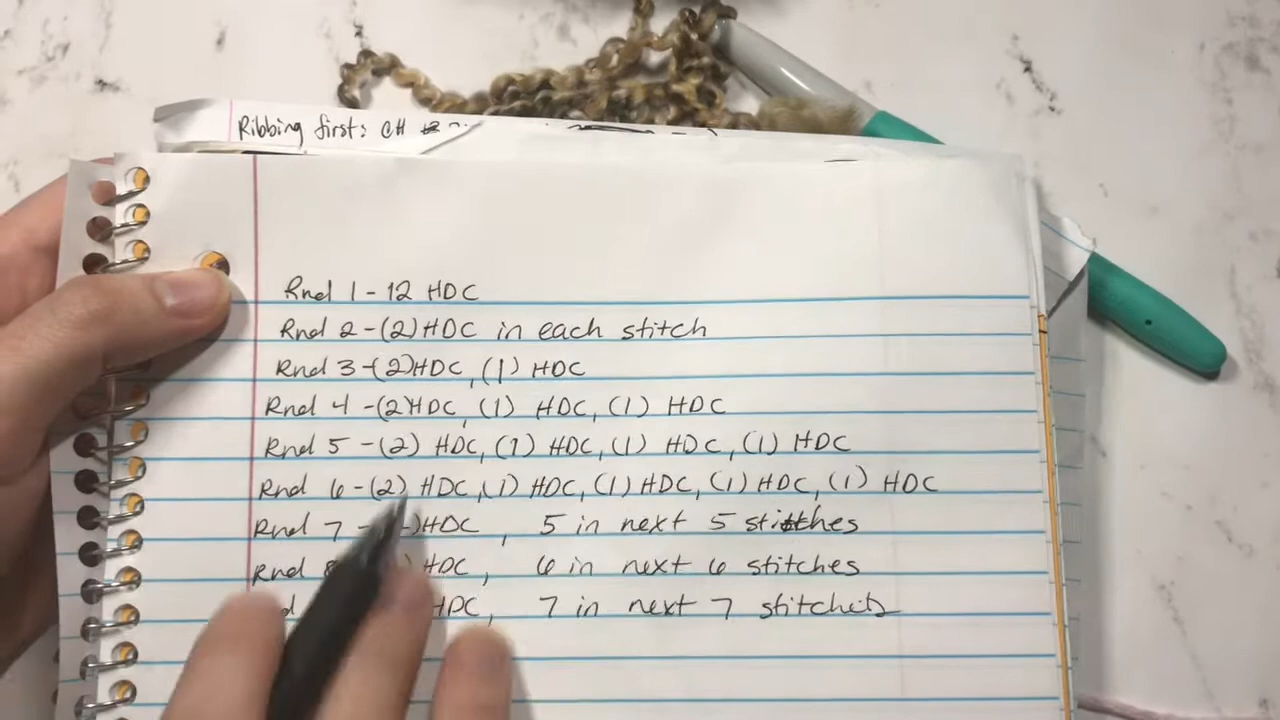 Ribbing first: CH
Rnd 1 - 12 HDC
Rnd 2 - (2) HDC in each stitch
Rnd 3 - (2) HDC, (1) HDC
Rnd 4 - (2) HDC, (1) HDC, (1) HDC
Rnd 5 - (2) HDC, (1) HDC, (1) HDC, (1) HDC
Rnd 6 - (2) HDC, (1) HDC, (1) HDC, (1) HDC, (1) HDC
Rnd 7 - ) HDC, 5 in next 5 stitches
Rnd HDC, 6 in next 6 stitches
HDC, 7 in next 7 stitches